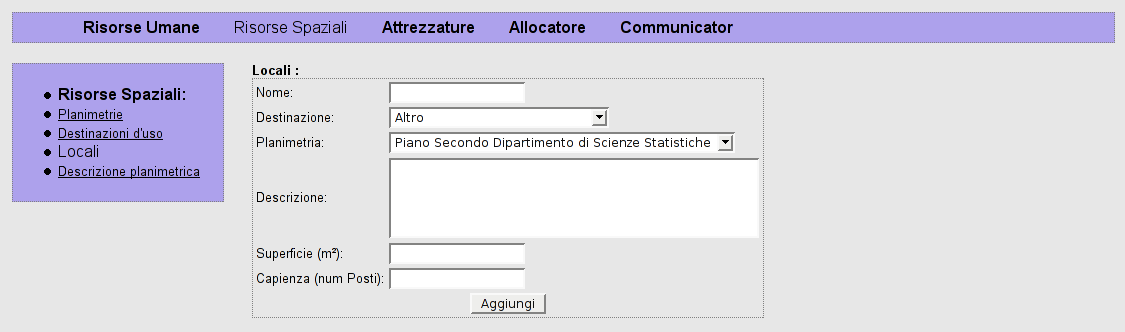 Risorse Umane Risorse Spaziali Attrezzature Allocatore Communicator
Risorse Spaziali:
Planimetrie
Destinazioni d'uso
Locali
Descrizione planimetrica
Locali :
Nome:
Destinazione: Altro
Planimetria: Piano Secondo Dipartimento di Scienze Statistiche
Descrizione:
Superficie (m²):
Capienza (num Posti):
Aggiungi